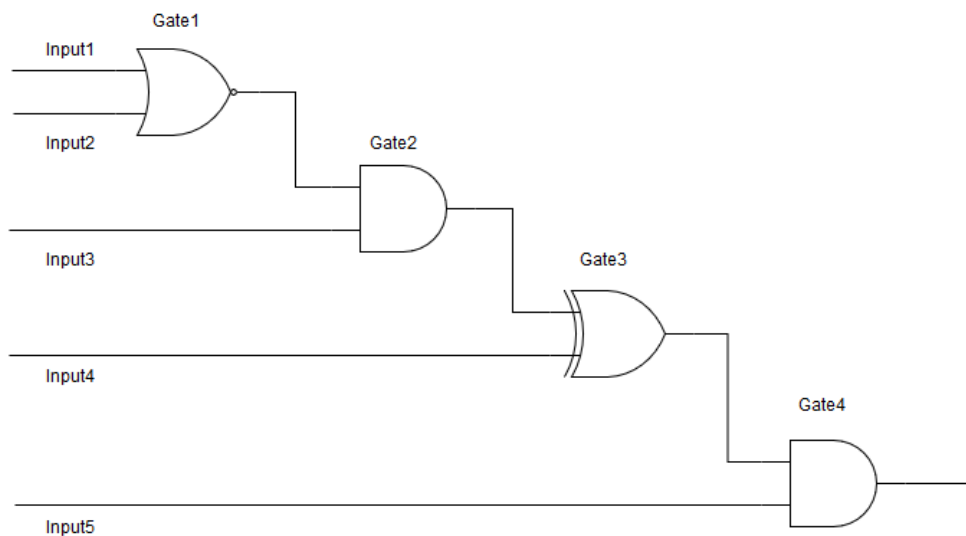 Gate1
Input1
Input2
Gate2
Input3
Gate3
Input4
Gate4
Input5